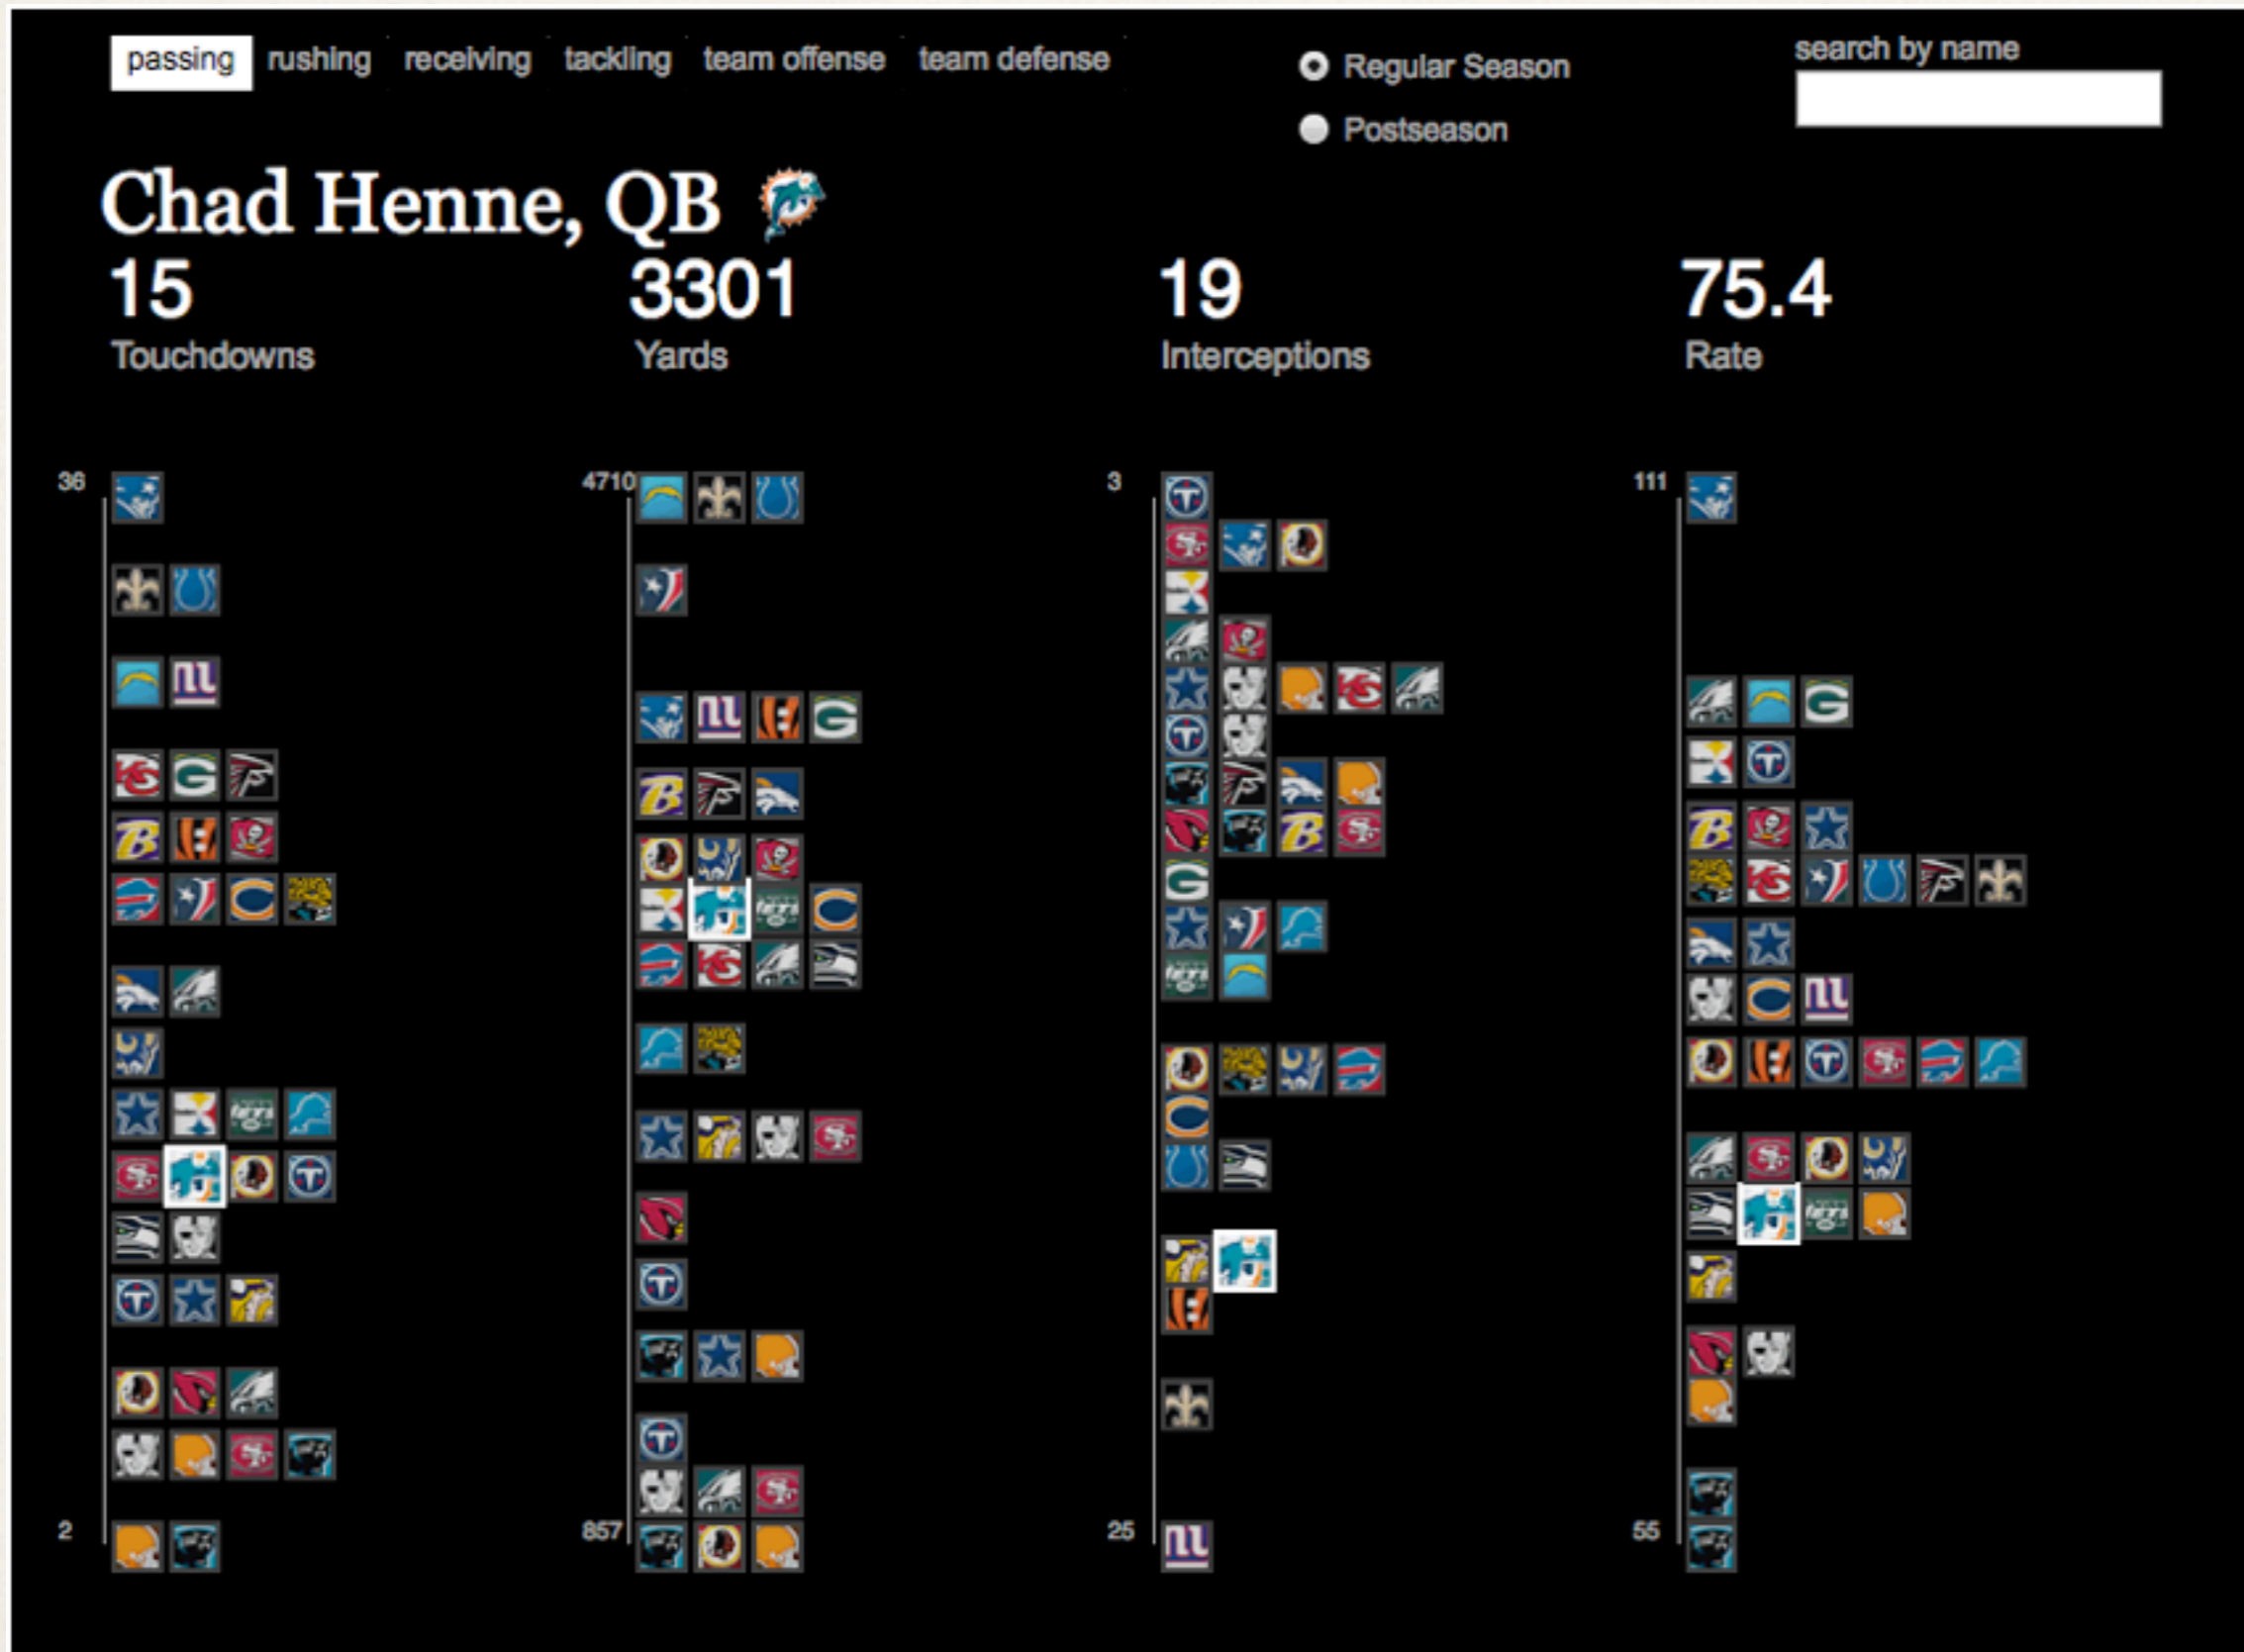 passing rushing receiving tackling team offense team defense
Regular Season
Postseason
search by name
Chad Henne, QB
15 3301 19 75.4
Touchdowns Yards Interceptions Rate
36 4710 3 111
2 857 25 55